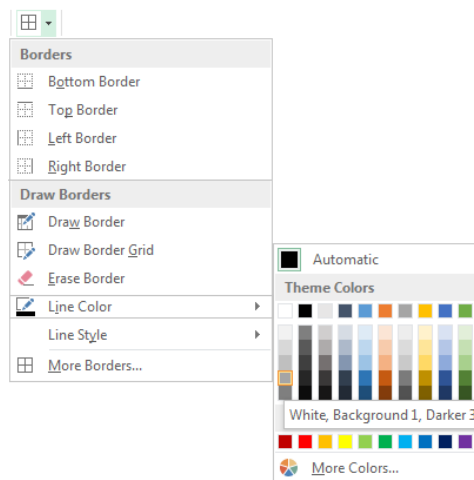 Borders
Bottom Border
Top Border
Left Border
Right Border
Draw Borders
Draw Border
Draw Border Grid
Erase Border
Line Color
Line Style
More Borders...
Automatic
Theme Colors
White, Background 1, Darker 3
More Colors...